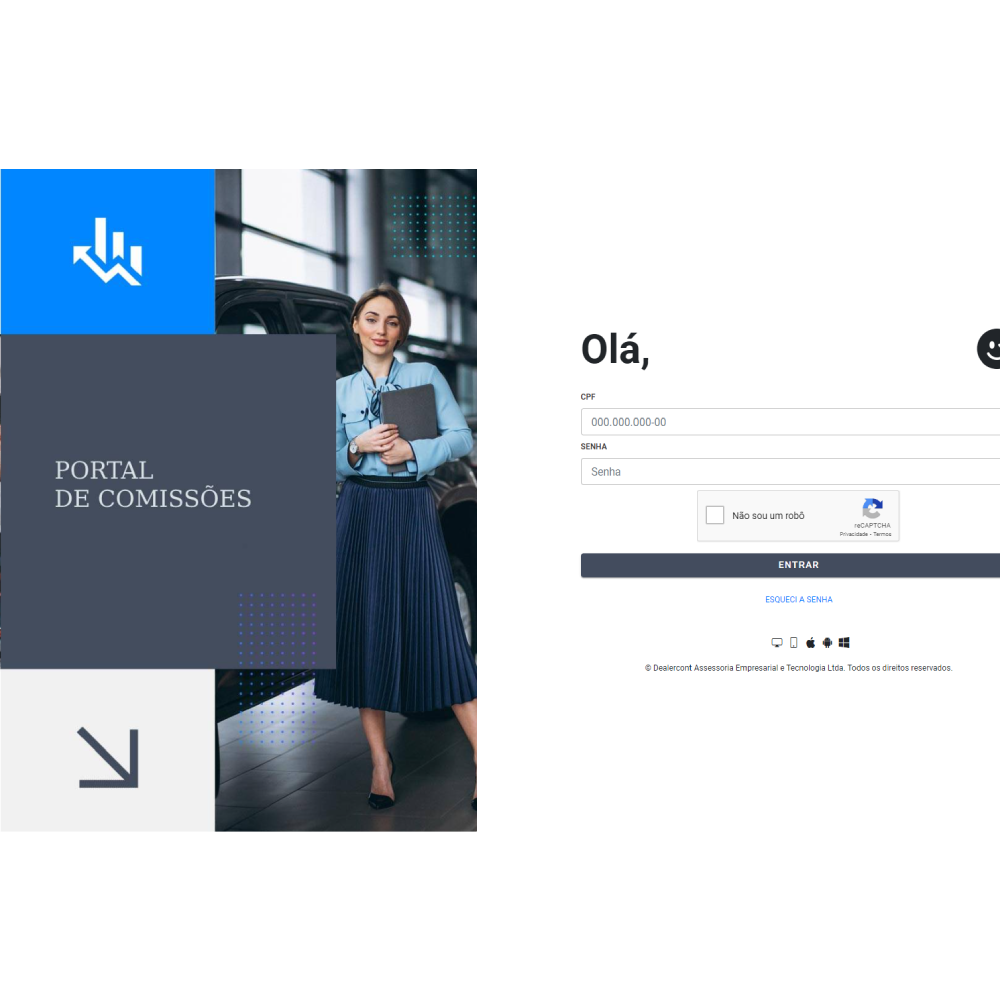 PORTAL
DE COMISSÕES
Olá,
CPF
000.000.000-00
SENHA
Senha
Não sou um robô
reCAPTCHA
Privacidade - Termos
ENTRAR
ESQUECI A SENHA
© Dealercont Assessoria Empresarial e Tecnologia Ltda. Todos os direitos reservados.